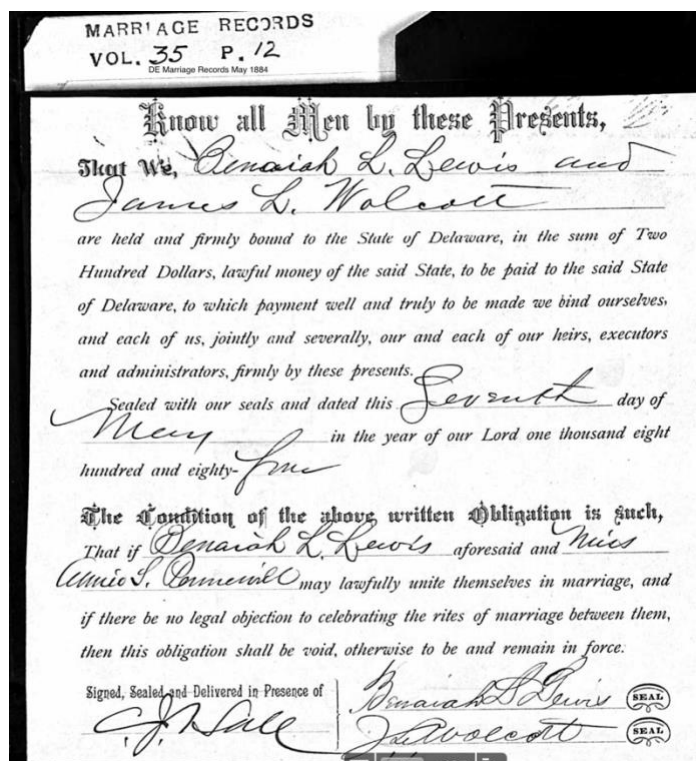 MARRIAGE RECORDS
VOL. 35 P. 12
DE Marriage Records May 1884
Know all Men by these Presents,
That We, Benaiah L. Lewis and
James L. Wolcott
are held and firmly bound to the State of Delaware, in the sum of Two
Hundred Dollars, lawful money of the said State, to be paid to the said State
of Delaware, to which payment well and truly to be made we bind ourselves,
and each of us, jointly and severally, our and each of our heirs, executors
and administrators, firmly by these presents.
Sealed with our seals and dated this Seventh day of
May in the year of our Lord one thousand eight
hundred and eighty-four
The Condition of the above written Obligation is such,
That if Benaiah L. Lewis aforesaid and Miss
Annie S. may lawfully unite themselves in marriage, and
if there be no legal objection to celebrating the rites of marriage between them,
then this obligation shall be void, otherwise to be and remain in force.
Signed, Sealed and Delivered in Presence of
Benaiah L Lewis SEAL
Wolcott SEAL